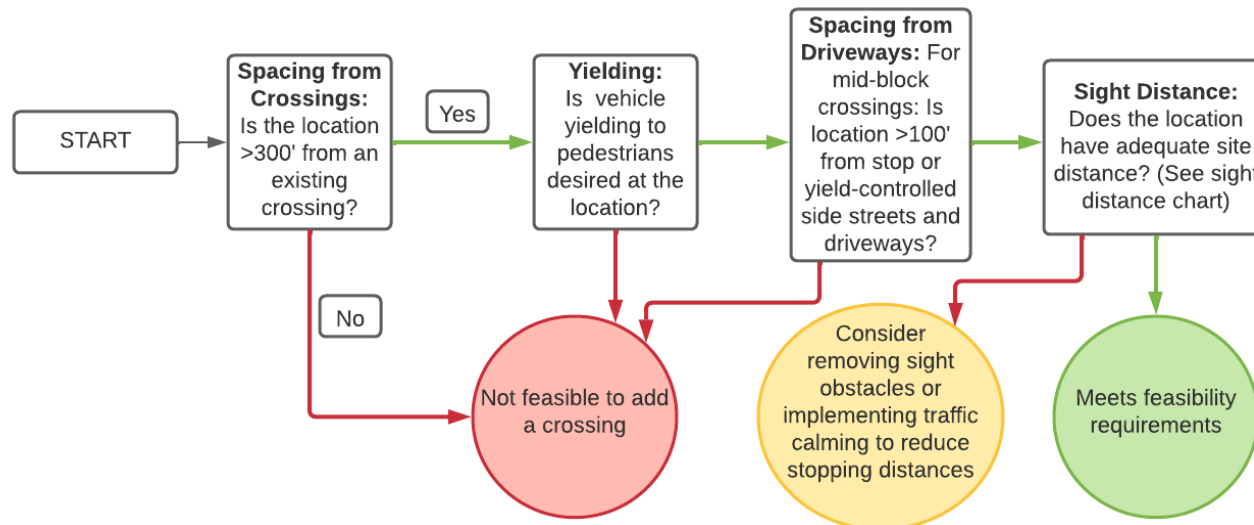 START
Spacing from
Crossings:
Is the location
>300' from an
existing
crossing?
Yes
No
Yielding:
Is vehicle
yielding to
pedestrians
desired at the
location?
Spacing from
Driveways: For
mid-block
crossings: Is
location >100'
from stop or
yield-controlled
side streets and
driveways?
Sight Distance:
Does the location
have adequate site
distance? (See sight
distance chart)
Not feasible to add
a crossing
Consider
removing sight
obstacles or
implementing traffic
calming to reduce
stopping distances
Meets feasibility
requirements